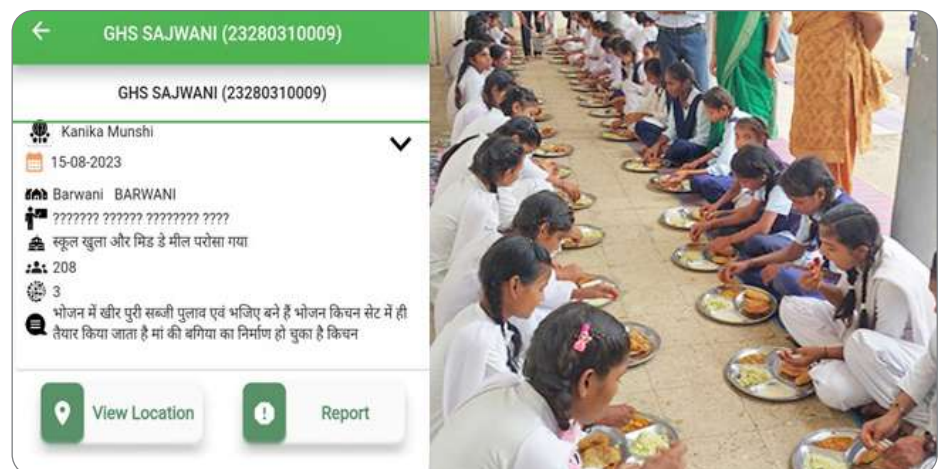 GHS SAJWANI (23280310009)
GHS SAJWANI (23280310009)
Kanika Munshi
15-08-2023
Barwani BARWANI
??????? ?????? ???????? ????
स्कूल खुला और मिड डे मील परोसा गया
208
3
भोजन में खीर पुरी सब्जी पुलाव एवं भजिए बने हैं भोजन किचन सेट में ही
तैयार किया जाता है मां की बगिया का निर्माण हो चुका है किचन
View Location
Report